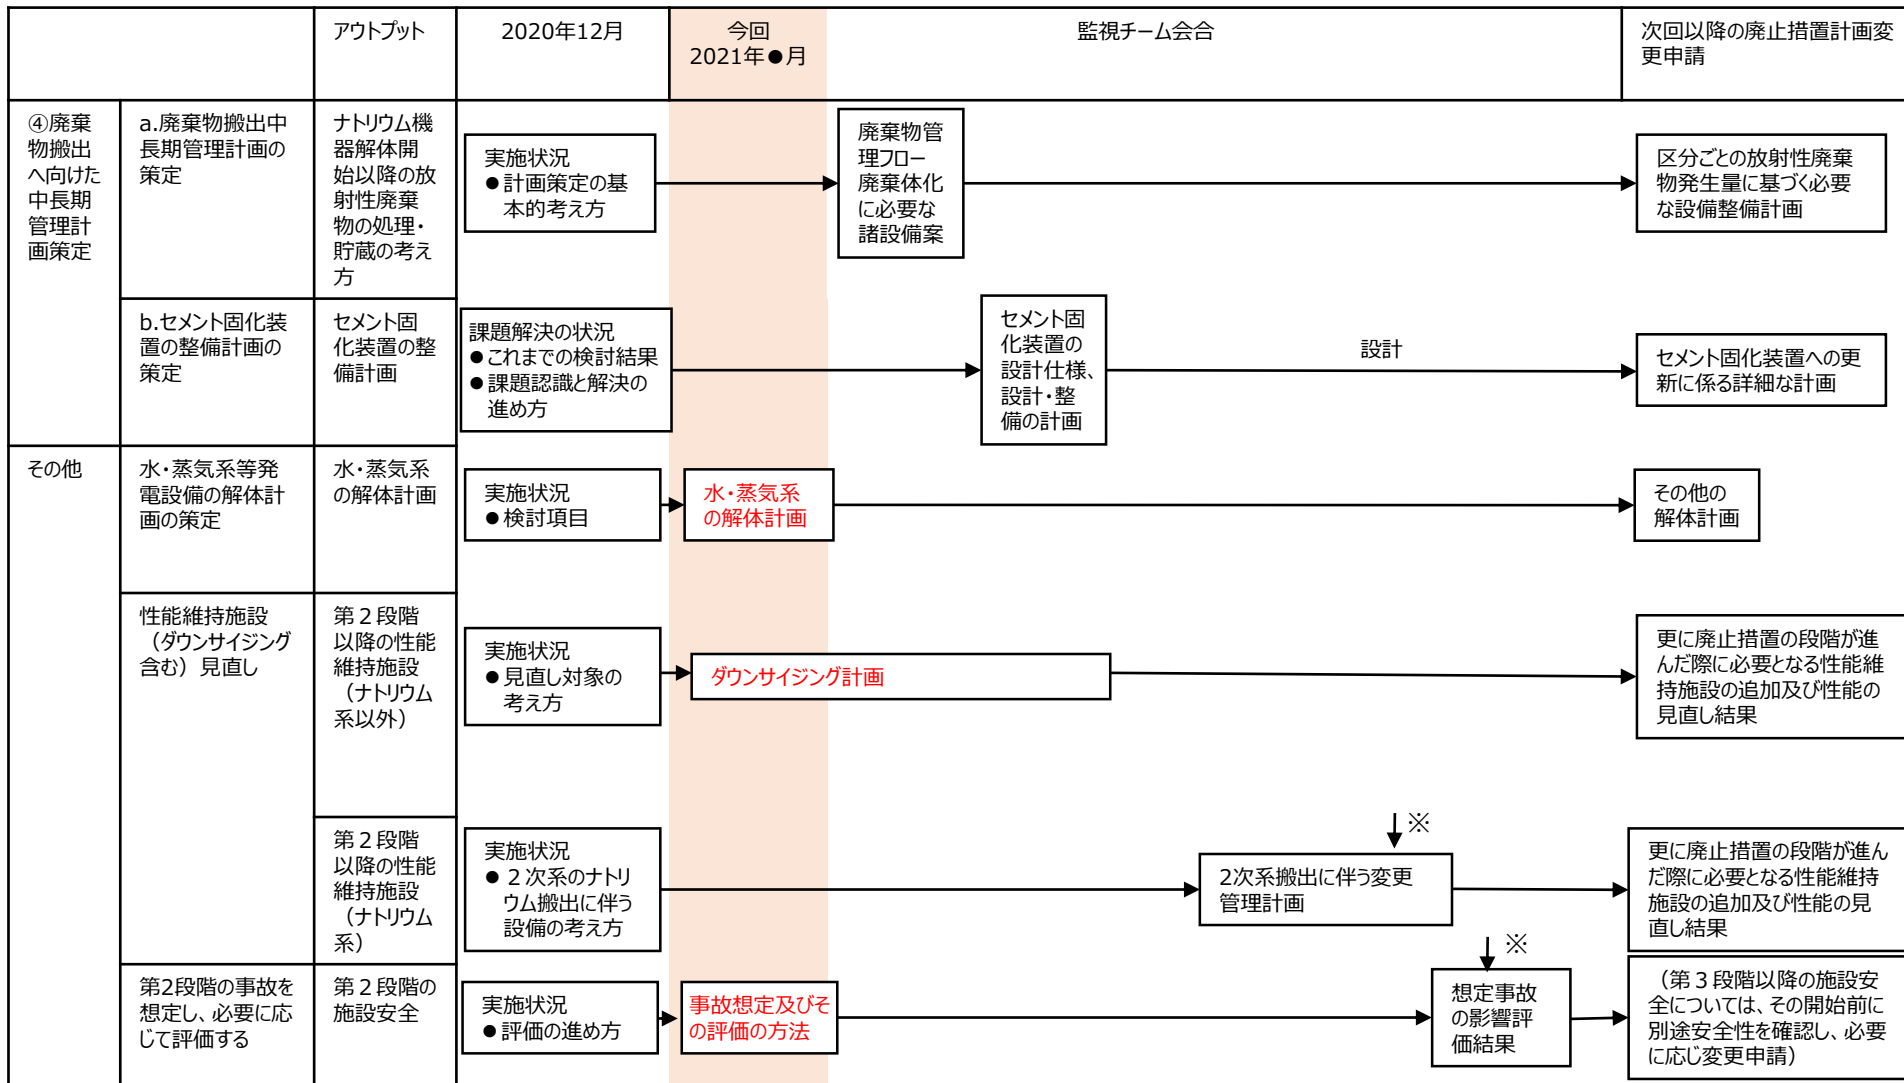 アウトプット
2020年12月
今回
2021年●月
監視チーム会合
次回以降の廃止措置計画変
更申請
④廃棄
物搬出
へ向けた
中長期
管理計
画策定
a.廃棄物搬出中
長期管理計画の
策定
ナトリウム機
器解体開
始以降の放
射性廃棄
物の処理・
貯蔵の考え
方
実施状況
●計画策定の基
本的考え方
廃棄物管
理フロー
廃棄体化
に必要な
諸設備案
区分ごとの放射性廃棄
物発生量に基づく必要
な設備整備計画
b.セメント固化装
置の整備計画の
策定
セメント固
化装置の整
備計画
課題解決の状況
●これまでの検討結果
●課題認識と解決の
進め方
セメント固
化装置の
設計仕様、
設計・整
備の計画
設計
セメント固化装置への更
新に係る詳細な計画
その他
水・蒸気系等発
電設備の解体計
画の策定
水・蒸気系
の解体計画
実施状況
●検討項目
水・蒸気系
の解体計画
その他の
解体計画
性能維持施設
（ダウンサイジング
含む）見直し
第２段階
以降の性能
維持施設
（ナトリウム
系以外）
実施状況
●見直し対象の
考え方
ダウンサイジング計画
更に廃止措置の段階が進
んだ際に必要となる性能維
持施設の追加及び性能の
見直し結果
第２段階
以降の性能
維持施設
（ナトリウム
系）
実施状況
● ２次系のナトリ
ウム搬出に伴う
設備の考え方
※
2次系搬出に伴う変更
管理計画
更に廃止措置の段階が進ん
だ際に必要となる性能維持
施設の追加及び性能の見
直し結果
第2段階の事故を
想定し、必要に応
じて評価する
第２段階の
施設安全
実施状況
●評価の進め方
事故想定及びそ
の評価の方法
※
想定事故
の影響評
価結果
（第３段階以降の施設安
全については、その開始前に
別途安全性を確認し、必要
に応じ変更申請）